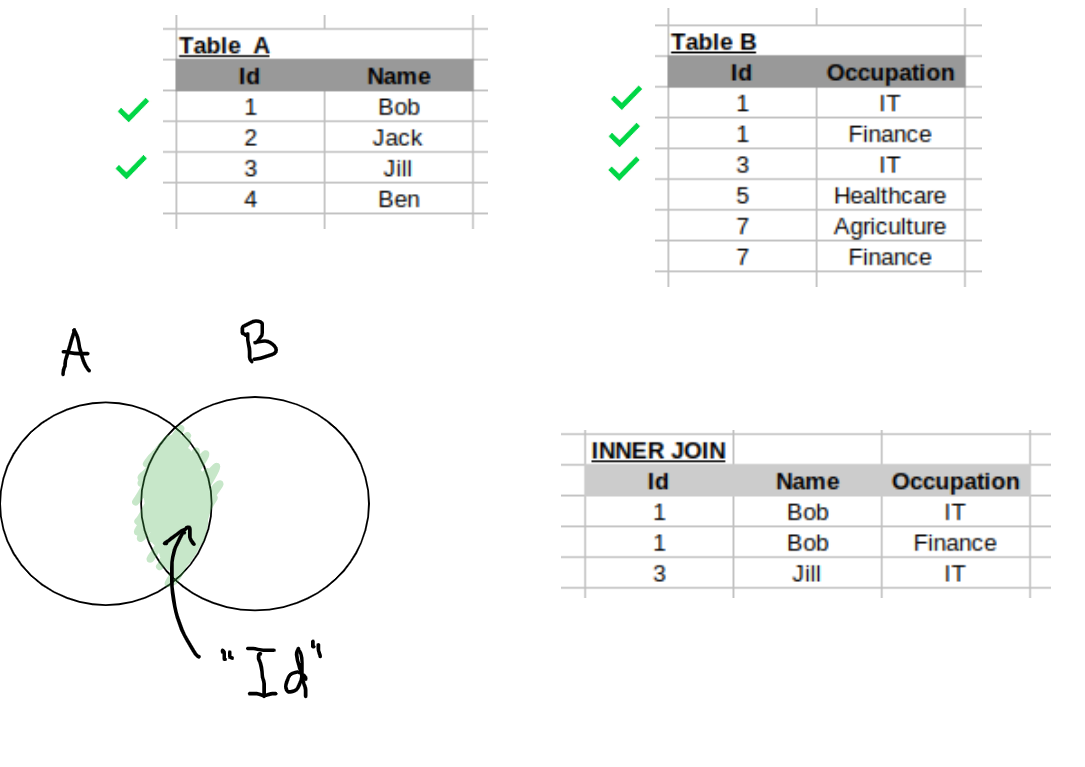 Table A
Id Name
1 Bob
2 Jack
3 Jill
4 Ben
Table B
Id Occupation
1 IT
1 Finance
3 IT
5 Healthcare
7 Agriculture
7 Finance
A B
"Id"
INNER JOIN
Id Name Occupation
1 Bob IT
1 Bob Finance
3 Jill IT